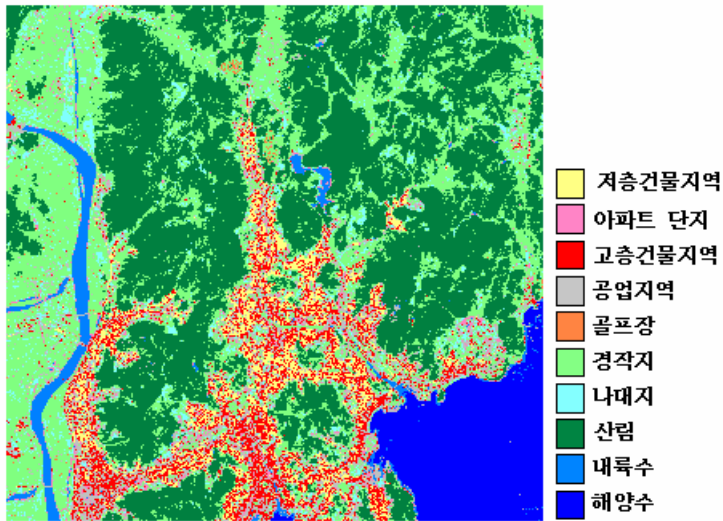 저층건물지역
아파트 단지
고층건물지역
공업지역
골프장
경작지
나대지
산림
내륙수
해양수